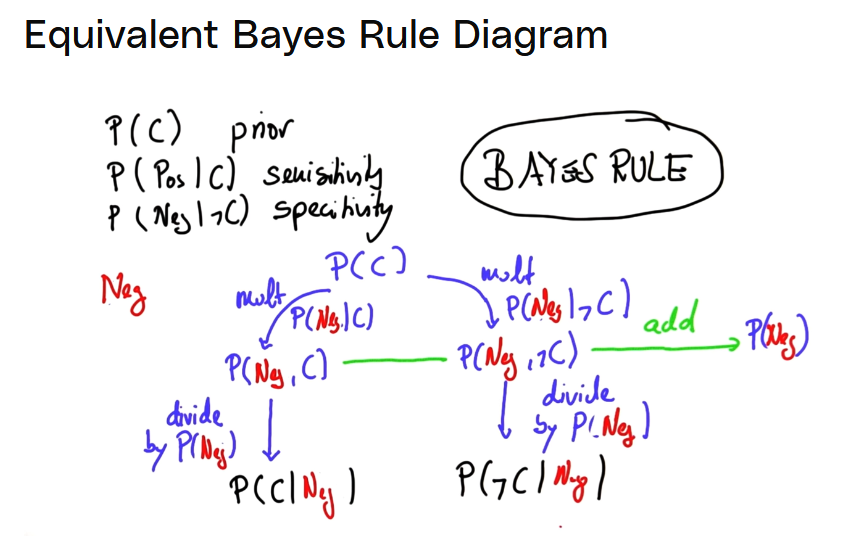 Equivalent Bayes Rule Diagram
P(C) prior
P(Pos|C) sensitivity
P(Neg|¬C) specitivity
BAYES RULE
Neg
P(C)
mult
P(Neg|C)
mult
P(Neg|¬C)
add
P(Neg,C)
P(Neg,¬C)
P(Neg)
divide
by P(Neg)
divide
by P(Neg)
P(C|Neg)
P(¬C|Neg)